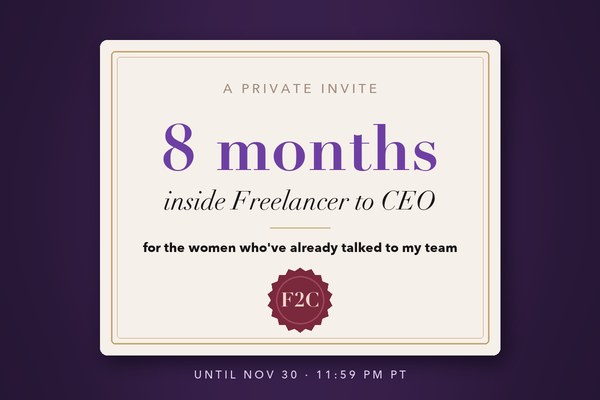 A PRIVATE INVITE
8 months
inside Freelancer to CEO
for the women who've already talked to my team
F2C
UNTIL NOV 30 · 11:59 PM PT